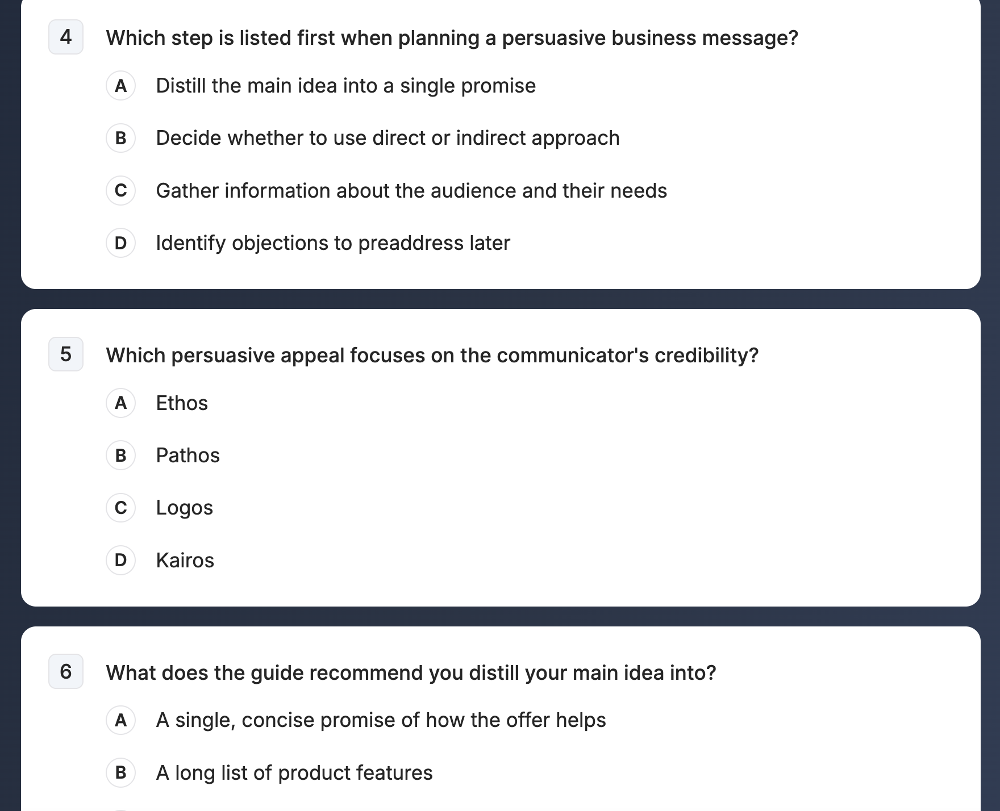 4
Which step is listed first when planning a persuasive business message?
A Distill the main idea into a single promise
B Decide whether to use direct or indirect approach
C Gather information about the audience and their needs
D Identify objections to preaddress later
5
Which persuasive appeal focuses on the communicator's credibility?
A Ethos
B Pathos
C Logos
D Kairos
6
What does the guide recommend you distill your main idea into?
A A single, concise promise of how the offer helps
B A long list of product features